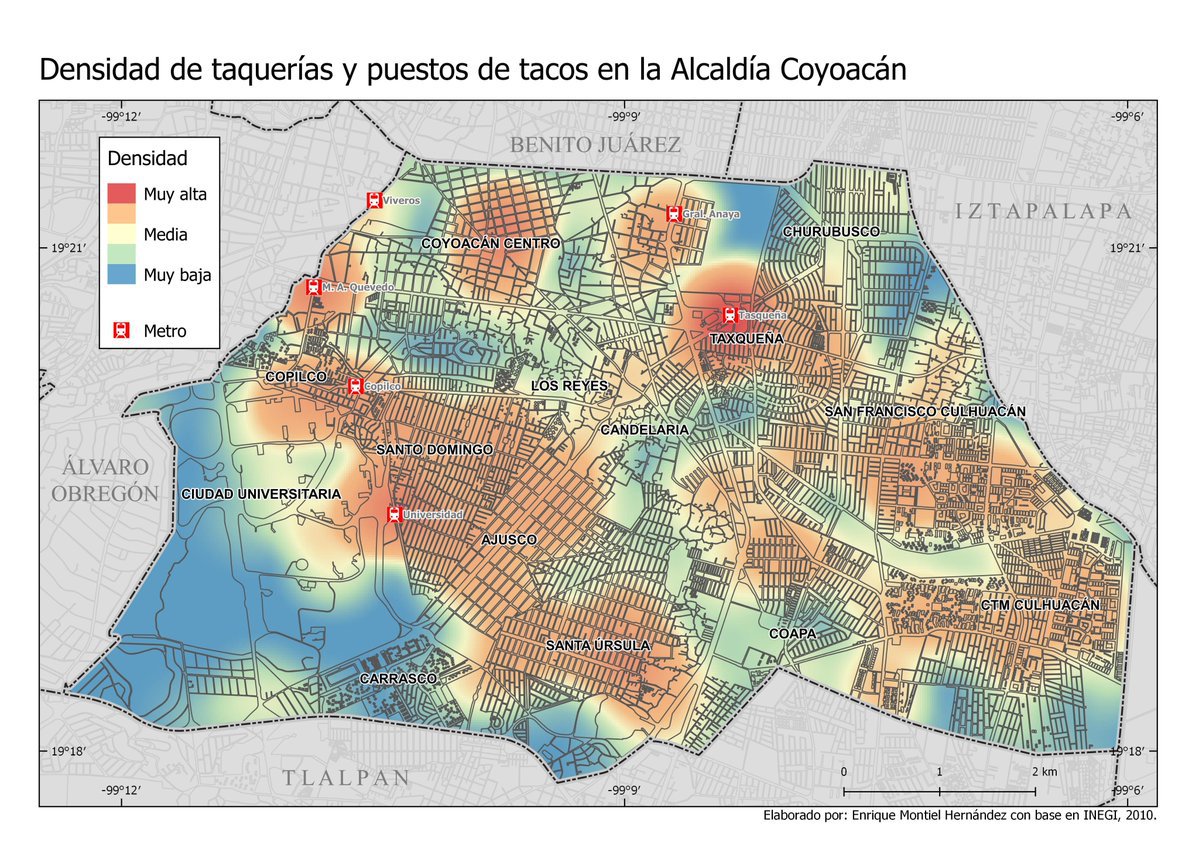 Densidad de taquerías y puestos de tacos en la Alcaldía Coyoacán
-99°12’
-99°9’
-99°6’
BENITO JUÁREZ
Densidad
Muy alta
Media
Muy baja
Metro
Viveros
Gral. Anaya
IZTAPALAPA
COYOACÁN CENTRO
CHURUBUSCO
19°21’
19°21’
M. A. Quevedo
Tasqueña
TAXQUEÑA
COPILCO
Copilco
LOS REYES
SAN FRANCISCO CULHUACÁN
CANDELARIA
SANTO DOMINGO
ÁLVARO
OBREGÓN
CIUDAD UNIVERSITARIA
Universidad
AJUSCO
CTM CULHUACÁN
COAPA
SANTA ÚRSULA
CARRASCO
19°18’
19°18’
TLALPAN
0 1 2 km
-99°12’
-99°9’
-99°6’
Elaborado por: Enrique Montiel Hernández con base en INEGI, 2010.